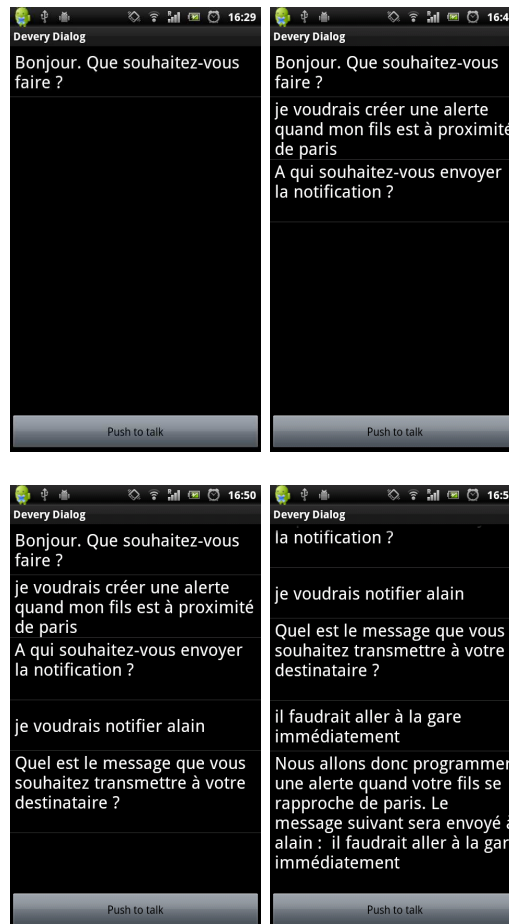 16:29
Devery Dialog
Bonjour. Que souhaitez-vous
faire ?
Push to talk
16:4
Devery Dialog
Bonjour. Que souhaitez-vous
faire ?
je voudrais créer une alerte
quand mon fils est à proximité
de paris
A qui souhaitez-vous envoyer
la notification ?
Push to talk
16:50
Devery Dialog
Bonjour. Que souhaitez-vous
faire ?
je voudrais créer une alerte
quand mon fils est à proximité
de paris
A qui souhaitez-vous envoyer
la notification ?
je voudrais notifier alain
Quel est le message que vous
souhaitez transmettre à votre
destinataire ?
Push to talk
16:5
Devery Dialog
la notification ?
je voudrais notifier alain
Quel est le message que vous
souhaitez transmettre à votre
destinataire ?
il faudrait aller à la gare
immédiatement
Nous allons donc programmer
une alerte quand votre fils se
rapproche de paris. Le
message suivant sera envoyé à
alain : il faudrait aller à la gar
immédiatement
Push to talk